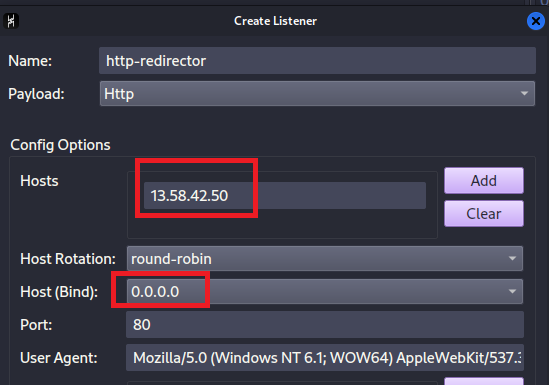 Create Listener
Name: http-redirector
Payload: Http
Config Options
Hosts 13.58.42.50 Add
Clear
Host Rotation: round-robin
Host (Bind): 0.0.0.0
Port: 80
User Agent: Mozilla/5.0 (Windows NT 6.1; WOW64) AppleWebKit/537.3